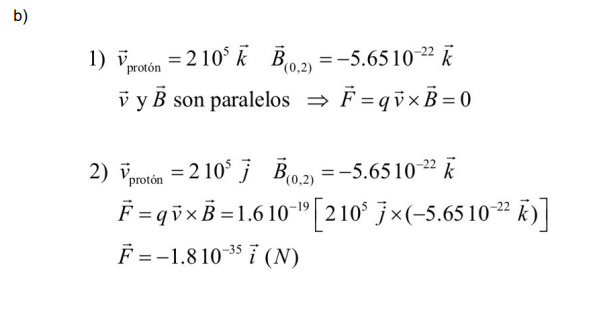 b)
1) v⃗_protón = 2 10⁵ k⃗   B⃗_(0,2) = −5.65 10⁻²² k⃗
v⃗ y B⃗ son paralelos ⇒ F⃗ = q v⃗ × B⃗ = 0
2) v⃗_protón = 2 10⁵ j⃗   B⃗_(0,2) = −5.65 10⁻²² k⃗
F⃗ = q v⃗ × B⃗ = 1.6 10⁻¹⁹ [2 10⁵ j⃗ × (−5.65 10⁻²² k⃗)]
F⃗ = −1.8 10⁻³⁵ i⃗ (N)